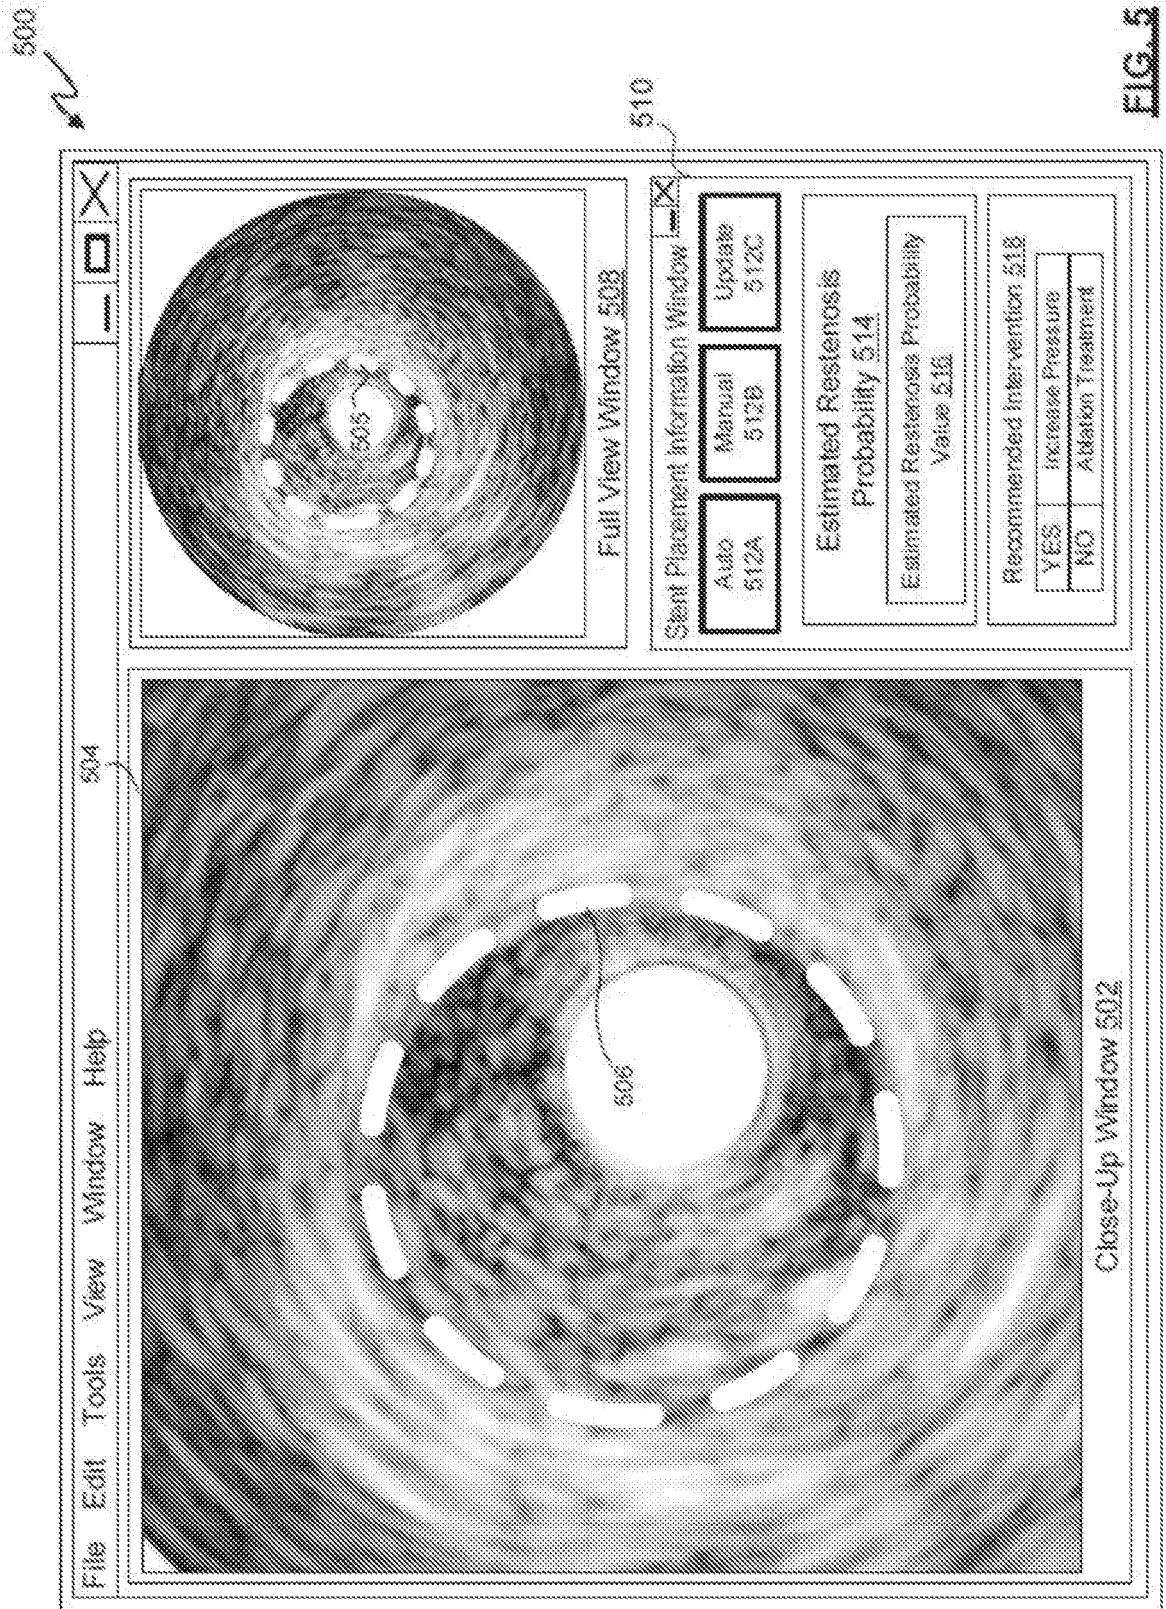 500
File Edit Tools View Window Help
504
506
Close-Up Window 502
505
Full View Window 508
510
Stent Placement Information Window
Auto
512A
Manual
512B
Update
512C
Estimated Restenosis
Probability 514
Estimated Restenosis Probability
Value 516
Recommended Intervention 518
YES Increase Pressure
NO Ablation Treatment
FIG. 5